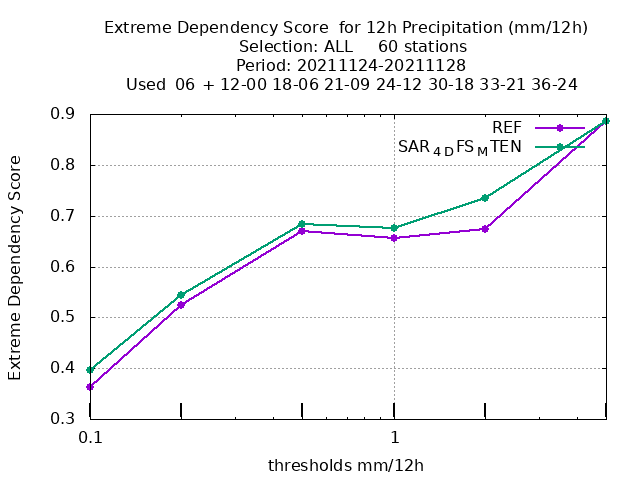 Extreme Dependency Score  for 12h Precipitation (mm/12h)
Selection: ALL     60 stations
Period: 20211124-20211128
Used  06 + 12-00 18-06 21-09 24-12 30-18 33-21 36-24
0.9
REF
SAR4DFSMTEN
0.8
0.7
0.6
0.5
0.4
0.3
Extreme Dependency Score
0.1
1
thresholds mm/12h